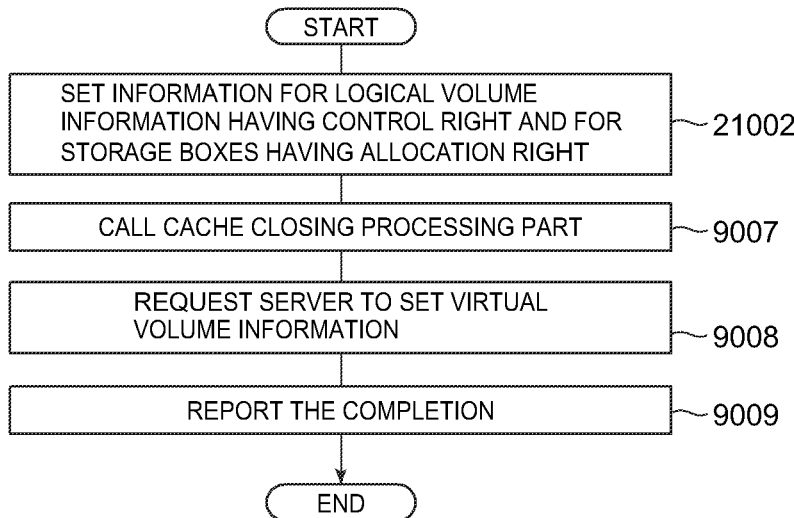 START
SET INFORMATION FOR LOGICAL VOLUME
INFORMATION HAVING CONTROL RIGHT AND FOR
STORAGE BOXES HAVING ALLOCATION RIGHT
21002
CALL CACHE CLOSING PROCESSING PART
9007
REQUEST SERVER TO SET VIRTUAL
VOLUME INFORMATION
9008
REPORT THE COMPLETION
9009
END